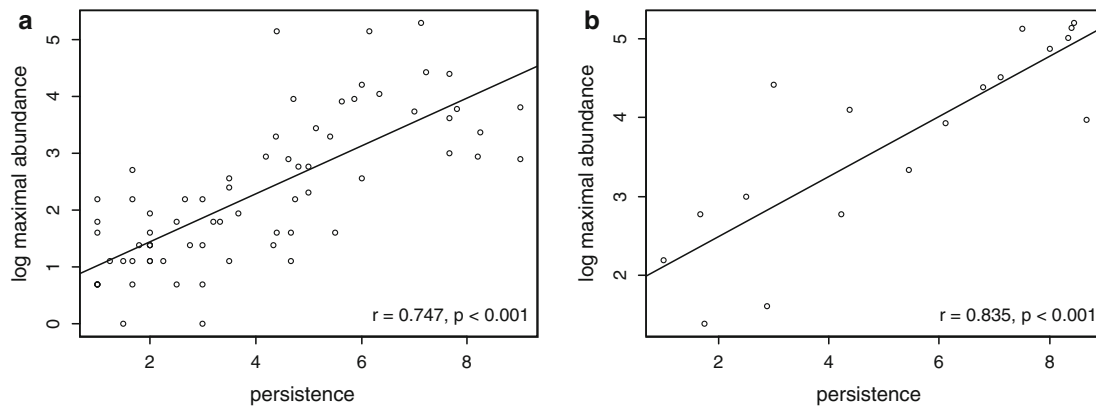 a
log maximal abundance
5
4
3
2
1
0
r = 0.747, p < 0.001
2
4
6
8
persistence
b
log maximal abundance
5
4
3
2
r = 0.835, p < 0.001
2
4
6
8
persistence